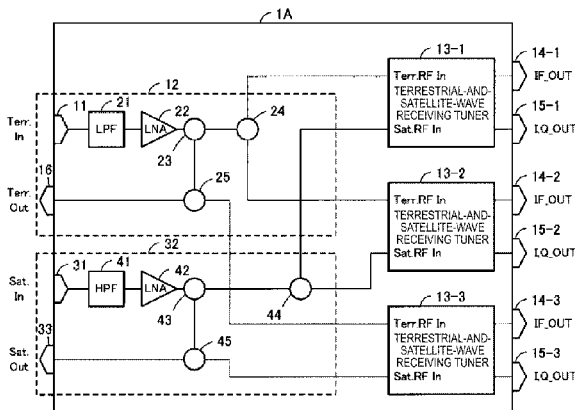 1A
12
13-1
14-1
11
21
22
24
Terr.RF In
IF_OUT
TERRESTRIAL-AND-
SATELLITE-WAVE
RECEIVING TUNER
15-1
Terr.
In
LPF
LNA
23
Sat.RF In
I,Q_OUT
16
25
13-2
14-2
Terr.
Out
Terr.RF In
IF_OUT
TERRESTRIAL-AND-
SATELLITE-WAVE
RECEIVING TUNER
15-2
32
31
41
42
Sat.RF In
I,Q_OUT
Sat.
In
HPF
LNA
43
44
13-3
14-3
33
45
Terr.RF In
IF_OUT
TERRESTRIAL-AND-
SATELLITE-WAVE
RECEIVING TUNER
15-3
Sat.
Out
Sat.RF In
I,Q_OUT